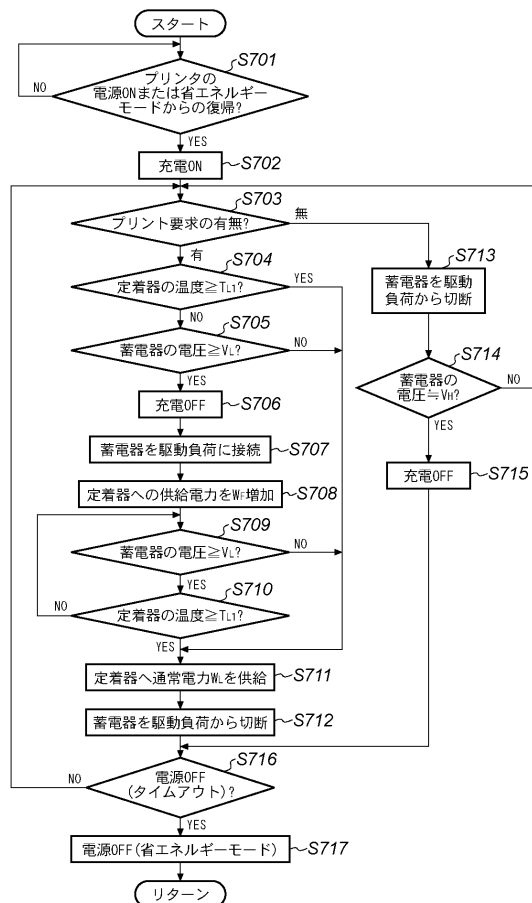 スタート
S701
プリンタの
電源ONまたは省エネルギー
モードからの復帰?
NO
YES
充電ON
S702
S703
プリント要求の有無?
無
有
S704
定着器の温度≧TL1?
YES
NO
S705
蓄電器の電圧≧VL?
NO
YES
充電OFF
S706
蓄電器を駆動負荷に接続
S707
定着器への供給電力をWF増加
S708
S709
蓄電器の電圧≧VL?
NO
YES
S710
定着器の温度≧TL1?
NO
YES
定着器へ通常電力WLを供給
S711
蓄電器を駆動負荷から切断
S712
S713
蓄電器を駆動
負荷から切断
S714
蓄電器の
電圧≒VH?
NO
YES
充電OFF
S715
S716
電源OFF
(タイムアウト)?
NO
YES
電源OFF(省エネルギーモード)
S717
リターン